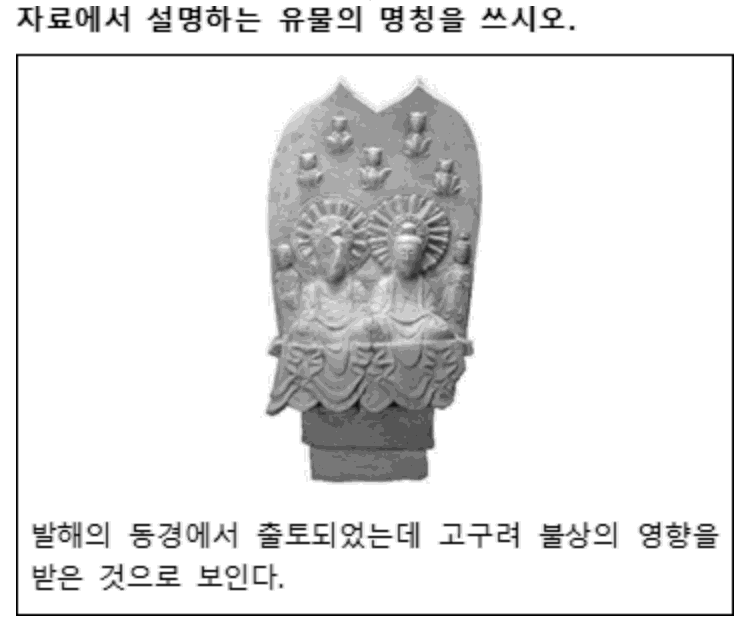 자료에서 설명하는 유물의 명칭을 쓰시오.
발해의 동경에서 출토되었는데 고구려 불상의 영향을
받은 것으로 보인다.